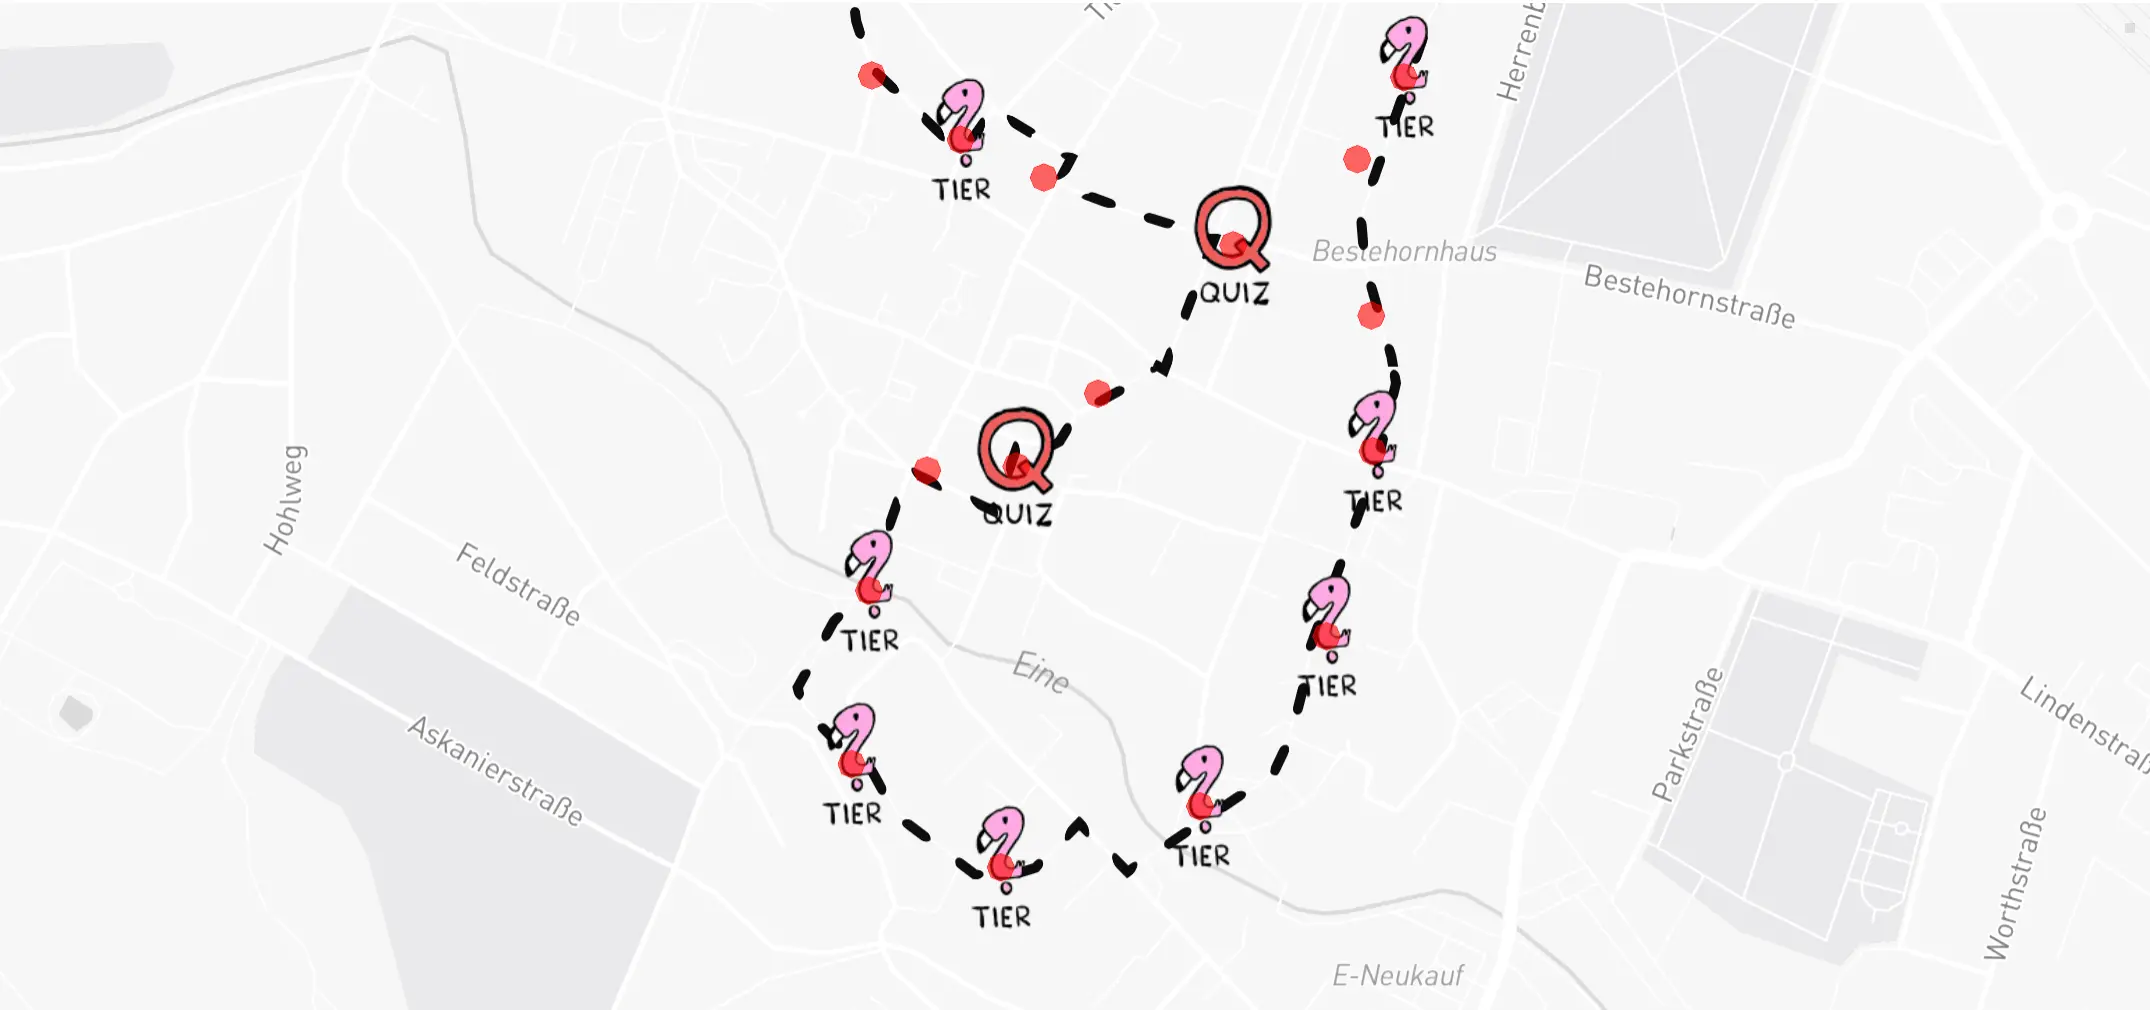 Herrenb
TIER
TIER
Bestehornhaus
Bestehornstraße
QUIZ
Hohlweg
QUIZ
TIER
Feldstraße
TIER
Eine
TIER
Askanierstraße
Parkstraße
Lindenstraß
TIER
TIER
TIER
Worthstraße
E-Neukauf